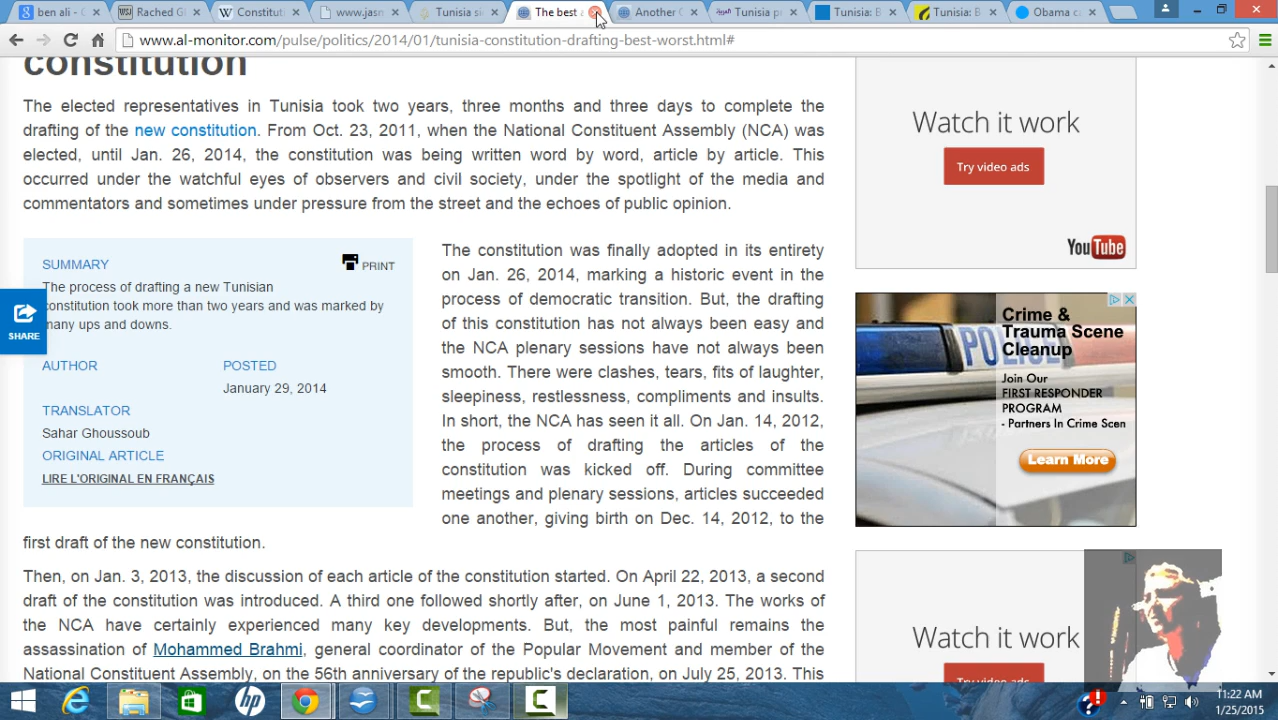 ben ali -
Rached G
Constitut
www.jasn
Tunisia si
The best
Another C
Tunisia p
Tunisia: B
Tunisia: B
Obama c
www.al-monitor.com/pulse/politics/2014/01/tunisia-constitution-drafting-best-worst.html#
constitution
The elected representatives in Tunisia took two years, three months and three days to complete the
drafting of the new constitution. From Oct. 23, 2011, when the National Constituent Assembly (NCA) was
elected, until Jan. 26, 2014, the constitution was being written word by word, article by article. This
occurred under the watchful eyes of observers and civil society, under the spotlight of the media and
commentators and sometimes under pressure from the street and the echoes of public opinion.
SUMMARY
PRINT
The process of drafting a new Tunisian
constitution took more than two years and was marked by
many ups and downs.
AUTHOR
POSTED
January 29, 2014
TRANSLATOR
Sahar Ghoussoub
ORIGINAL ARTICLE
LIRE L'ORIGINAL EN FRANÇAIS
SHARE
The constitution was finally adopted in its entirety
on Jan. 26, 2014, marking a historic event in the
process of democratic transition. But, the drafting
of this constitution has not always been easy and
the NCA plenary sessions have not always been
smooth. There were clashes, tears, fits of laughter,
sleepiness, restlessness, compliments and insults.
In short, the NCA has seen it all. On Jan. 14, 2012,
the process of drafting the articles of the
constitution was kicked off. During committee
meetings and plenary sessions, articles succeeded
one another, giving birth on Dec. 14, 2012, to the
first draft of the new constitution.
Then, on Jan. 3, 2013, the discussion of each article of the constitution started. On April 22, 2013, a second
draft of the constitution was introduced. A third one followed shortly after, on June 1, 2013. The works of
the NCA have certainly experienced many key developments. But, the most painful remains the
assassination of Mohammed Brahmi, general coordinator of the Popular Movement and member of the
National Constituent Assembly, on the 56th anniversary of the republic's declaration, on July 25, 2013. This
Watch it work
Try video ads
YouTube
Crime &
Trauma Scene
Cleanup
Join Our
FIRST RESPONDER
PROGRAM
- Partners In Crime Scen
Learn More
POLIC
Watch it work
Try video ads
11:22 AM
1/25/2015